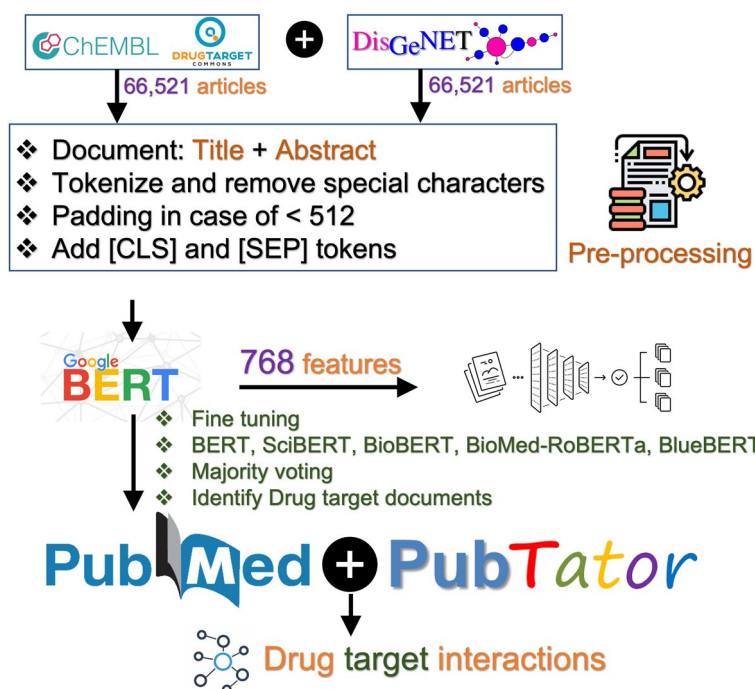 ChEMBL
DRUGTARGET
COMMONS
+
DisGeNET
66,521 articles
66,521 articles
❖ Document: Title + Abstract
❖ Tokenize and remove special characters
❖ Padding in case of < 512
❖ Add [CLS] and [SEP] tokens
Pre-processing
Google
BERT
768 features
❖ Fine tuning
❖ BERT, SciBERT, BioBERT, BioMed-RoBERTa, BlueBERT
❖ Majority voting
❖ Identify Drug target documents
PubMed + PubTator
Drug target interactions